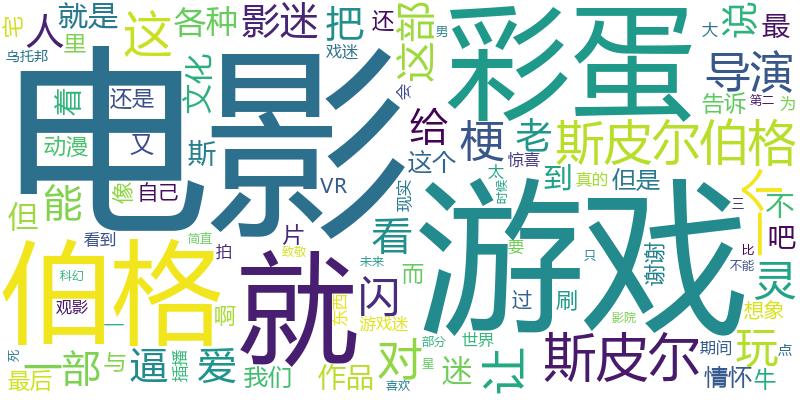 电影
游戏
彩蛋
伯格
就
斯皮尔伯格
斯皮尔
导演
宅
人
就是
里
乌托邦
这
各种
影迷
把
还
戏迷
男
这部
说
大
最
着
还是
文化
动漫
又
斯
给
梗
老
会
告诉
第二
为
能
像
自己
VR
这个
惊喜
到
太
时候
真的
但是
一个
不
但
看到
简直
拍
片
致敬
现实
看
要
谢谢
三
比
吧
灵
科幻
观影
未来
闪
而
只
不能
啊
东西
游戏迷
过
刷
影院
想象
一
一部
与
逼
插播
爱
我们
作品
对
部分
星
迷
世界
让
期间
玩
点
死
最后
喜欢
情怀
牛